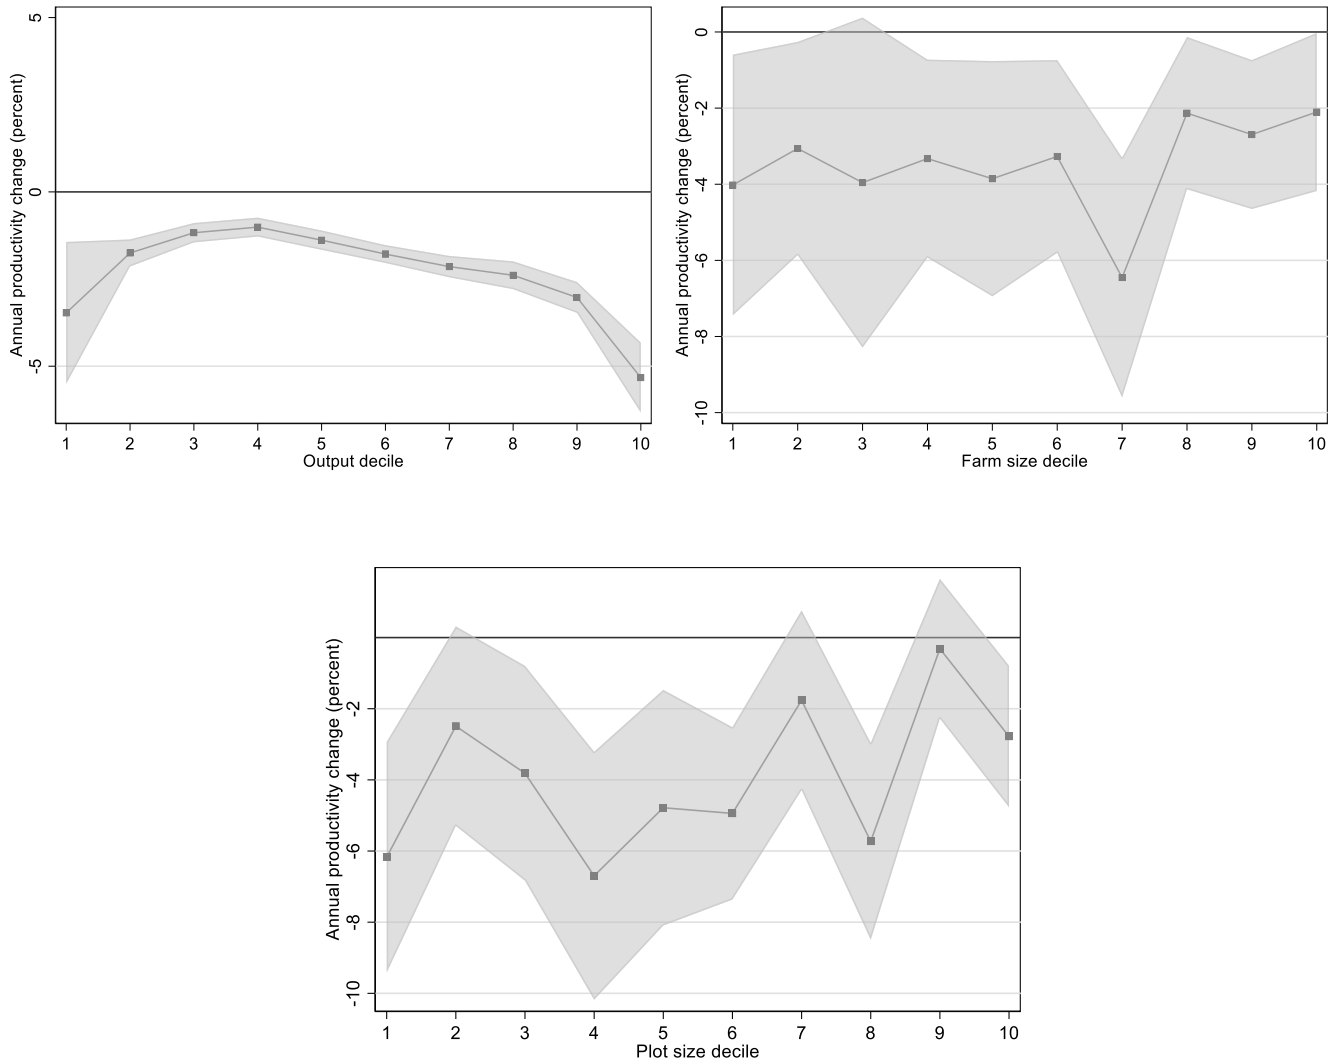 Annual productivity change (percent)
5
0
-5
1 2 3 4 5 6 7 8 9 10
Output decile
Annual productivity change (percent)
0
-2
-4
-6
-8
-10
1 2 3 4 5 6 7 8 9 10
Farm size decile
Annual productivity change (percent)
-2
-4
-6
-8
-10
1 2 3 4 5 6 7 8 9 10
Plot size decile